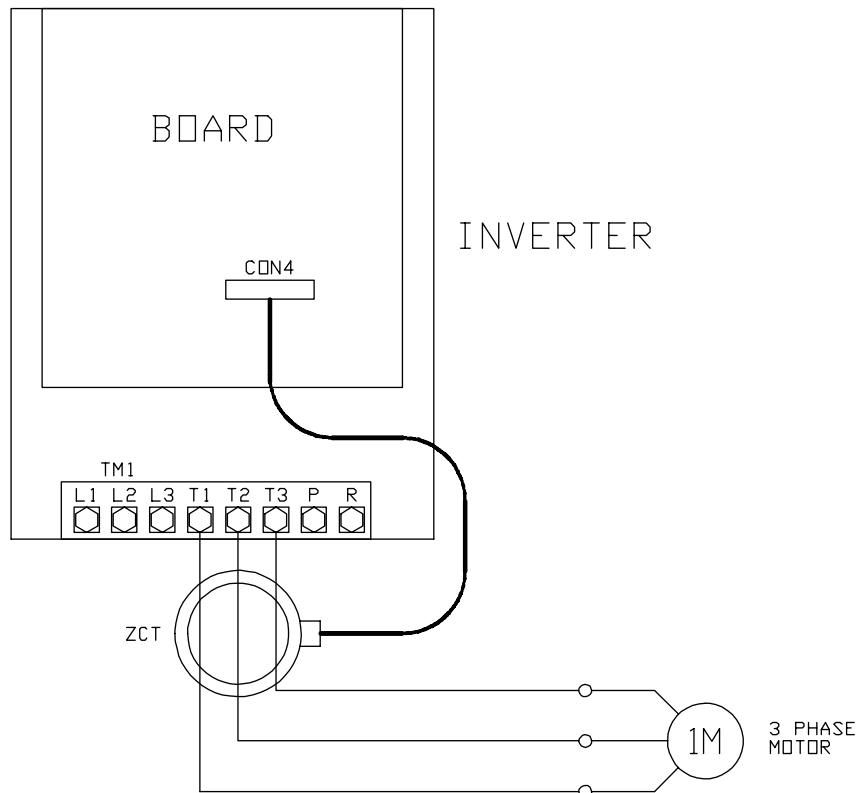 BOARD
INVERTER
CON4
TM1
L1 L2 L3 T1 T2 T3 P R
ZCT
1M
3 PHASE
MOTOR